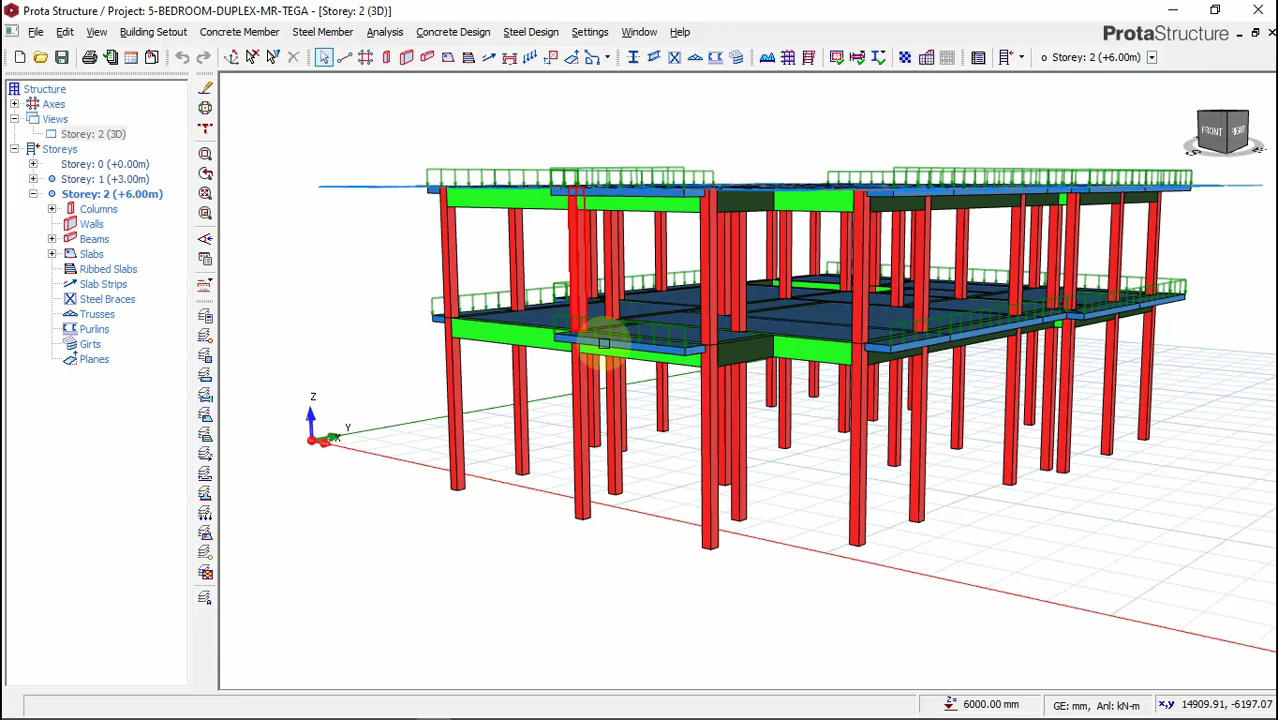 Prota Structure / Project: 5-BEDROOM-DUPLEX-MR-TEGA - [Storey: 2 (3D)]
File Edit View Building Setout Concrete Member Steel Member Analysis Concrete Design Steel Design Settings Window Help
ProtaStructure
Storey: 2 (+6.00m)
Structure
Axes
Views
Storey: 2 (3D)
Storeys
Storey: 0 (+0.00m)
Storey: 1 (+3.00m)
Storey: 2 (+6.00m)
Columns
Walls
Beams
Slabs
Ribbed Slabs
Slab Strips
Steel Braces
Trusses
Purlins
Girts
Planes
FRONT RIGHT
Z
Y
X
Z= 6000.00 mm GE: mm, Anl: kN-m x,y 14909.91, -6197.07